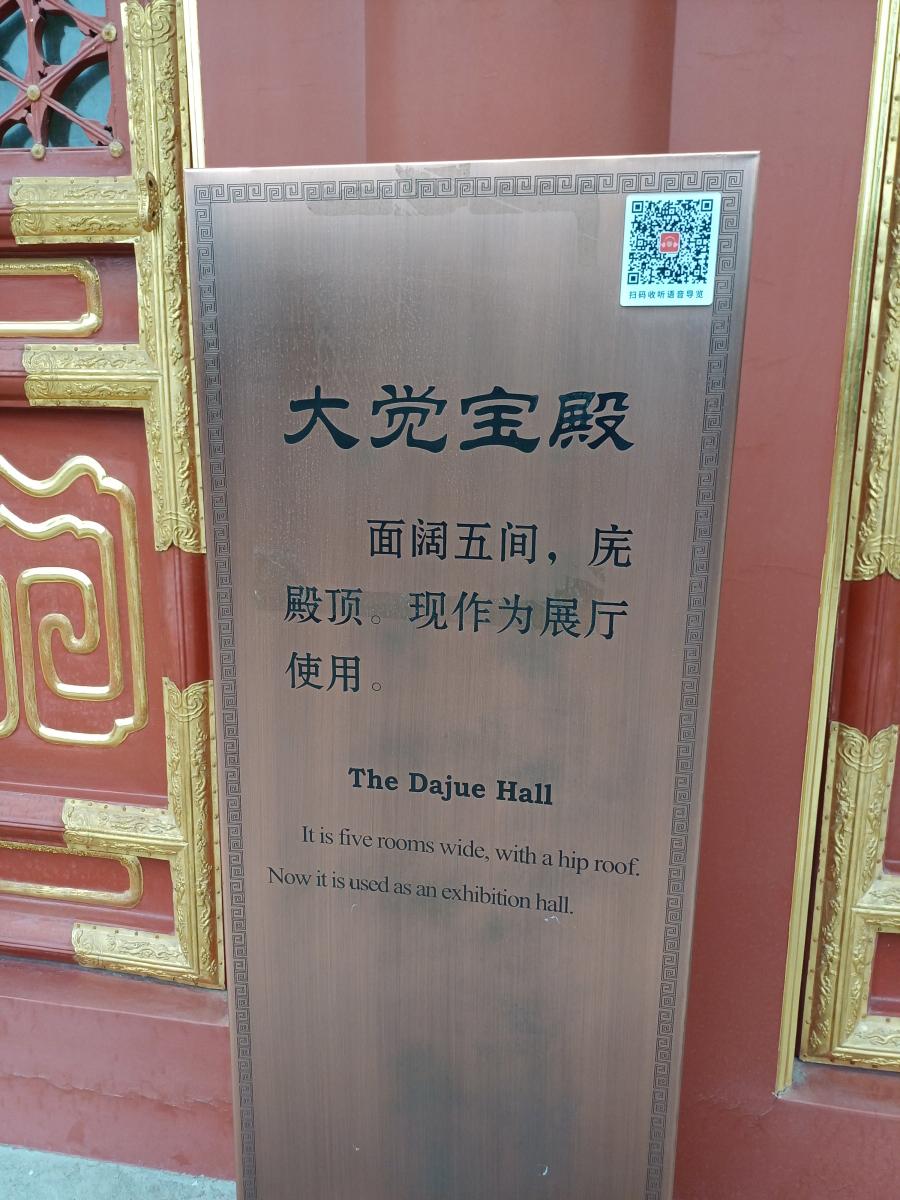 扫码收听语音导览
大觉宝殿
面阔五间，庑
殿顶。现作为展厅
使用。
The Dajue Hall
It is five rooms wide, with a hip roof.
Now it is used as an exhibition hall.